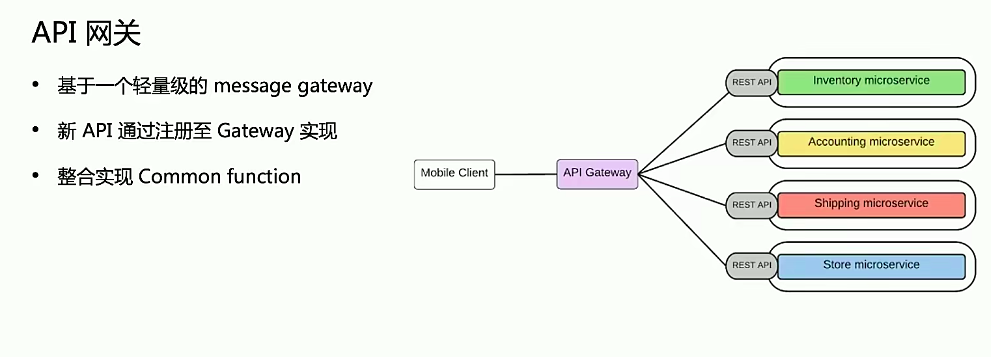 API 网关
• 基于一个轻量级的 message gateway
• 新 API 通过注册至 Gateway 实现
• 整合实现 Common function
Mobile Client
API Gateway
REST API
Inventory microservice
REST API
Accounting microservice
REST API
Shipping microservice
REST API
Store microservice